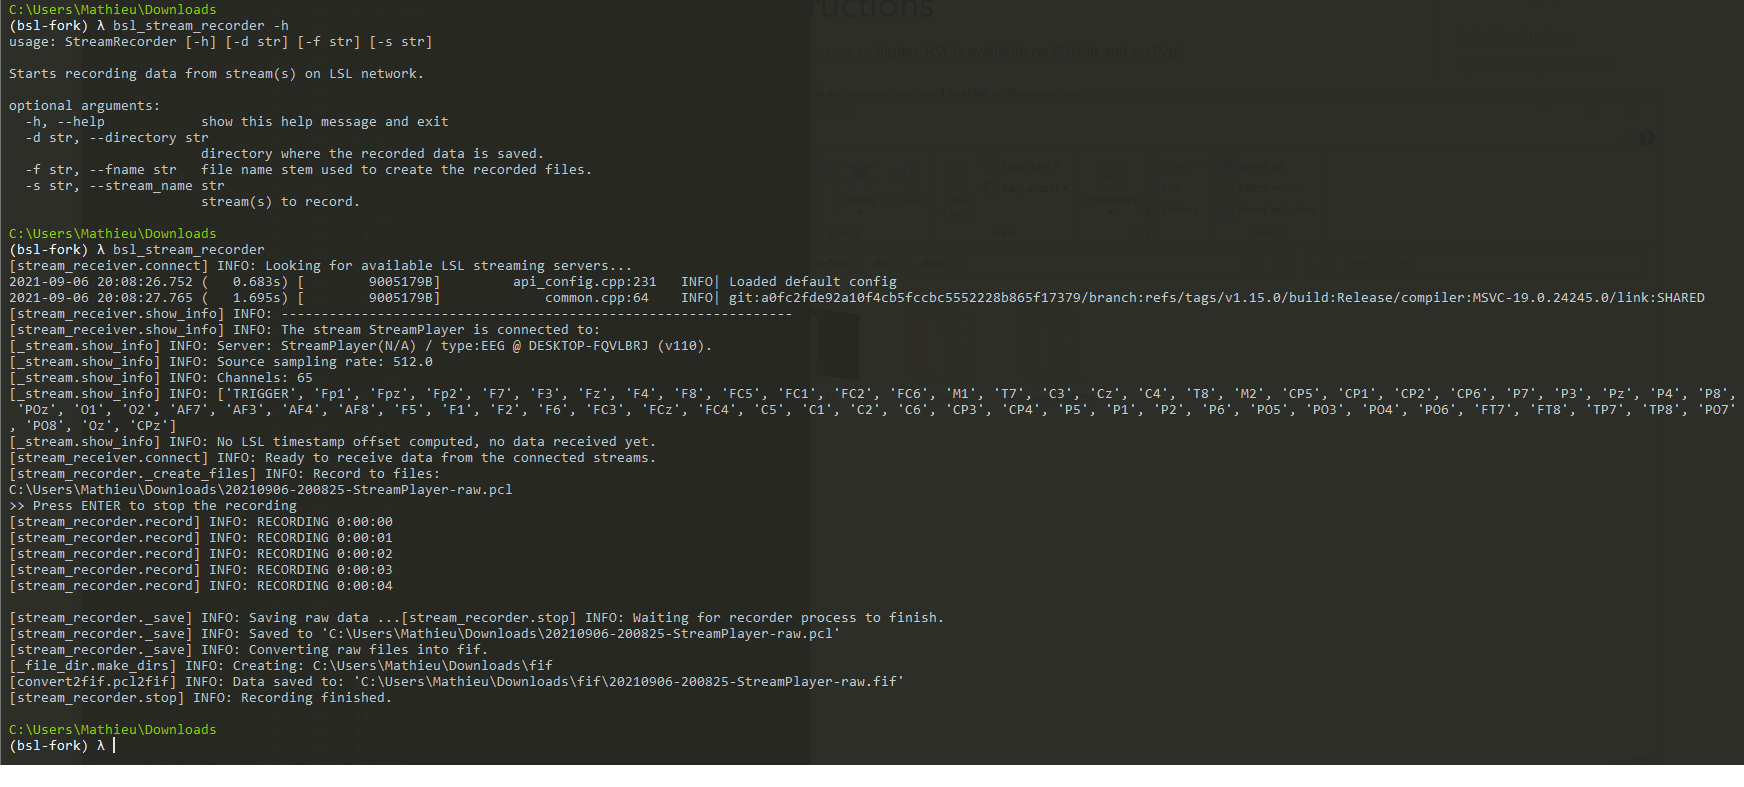 C:\Users\Mathieu\Downloads
(bsl-fork) λ bsl_stream_recorder -h
usage: StreamRecorder [-h] [-d str] [-f str] [-s str]
Starts recording data from stream(s) on LSL network.
optional arguments:
  -h, --help            show this help message and exit
  -d str, --directory str
                        directory where the recorded data is saved.
  -f str, --fname str   file name stem used to create the recorded files.
  -s str, --stream_name str
                        stream(s) to record.
C:\Users\Mathieu\Downloads
(bsl-fork) λ bsl_stream_recorder
[stream_receiver.connect] INFO: Looking for available LSL streaming servers...
2021-09-06 20:08:26.752 (   0.683s) [        9005179B]         api_config.cpp:231   INFO| Loaded default config
2021-09-06 20:08:27.765 (   1.695s) [        9005179B]             common.cpp:64    INFO| git:a0fc2fde92a10f4cb5fccbc5552228b865f17379/branch:refs/tags/v1.15.0/build:Release/compiler:MSVC-19.0.24245.0/link:SHARED
[stream_receiver.show_info] INFO: ----------------------------------------------------------------
[stream_receiver.show_info] INFO: The stream StreamPlayer is connected to:
[_stream.show_info] INFO: Server: StreamPlayer(N/A) / type:EEG @ DESKTOP-FQVLBRJ (v110).
[_stream.show_info] INFO: Source sampling rate: 512.0
[_stream.show_info] INFO: Channels: 65
[_stream.show_info] INFO: ['TRIGGER', 'Fp1', 'Fpz', 'Fp2', 'F7', 'F3', 'Fz', 'F4', 'F8', 'FC5', 'FC1', 'FC2', 'FC6', 'M1', 'T7', 'C3', 'Cz', 'C4', 'T8', 'M2', 'CP5', 'CP1', 'CP2', 'CP6', 'P7', 'P3', 'Pz', 'P4', 'P8',
 'POz', 'O1', 'O2', 'AF7', 'AF3', 'AF4', 'AF8', 'F5', 'F1', 'F2', 'F6', 'FC3', 'FCz', 'FC4', 'C5', 'C1', 'C2', 'C6', 'CP3', 'CP4', 'P5', 'P1', 'P2', 'P6', 'PO5', 'PO3', 'PO4', 'PO6', 'FT7', 'FT8', 'TP7', 'TP8', 'PO7'
, 'PO8', 'Oz', 'CPz']
[_stream.show_info] INFO: No LSL timestamp offset computed, no data received yet.
[stream_receiver.connect] INFO: Ready to receive data from the connected streams.
[stream_recorder._create_files] INFO: Record to files:
C:\Users\Mathieu\Downloads\20210906-200825-StreamPlayer-raw.pcl
>> Press ENTER to stop the recording
[stream_recorder.record] INFO: RECORDING 0:00:00
[stream_recorder.record] INFO: RECORDING 0:00:01
[stream_recorder.record] INFO: RECORDING 0:00:02
[stream_recorder.record] INFO: RECORDING 0:00:03
[stream_recorder.record] INFO: RECORDING 0:00:04
[stream_recorder._save] INFO: Saving raw data ...[stream_recorder.stop] INFO: Waiting for recorder process to finish.
[stream_recorder._save] INFO: Saved to 'C:\Users\Mathieu\Downloads\20210906-200825-StreamPlayer-raw.pcl'
[stream_recorder._save] INFO: Converting raw files into fif.
[_file_dir.make_dirs] INFO: Creating: C:\Users\Mathieu\Downloads\fif
[convert2fif.pcl2fif] INFO: Data saved to: 'C:\Users\Mathieu\Downloads\fif\20210906-200825-StreamPlayer-raw.fif'
[stream_recorder.stop] INFO: Recording finished.
C:\Users\Mathieu\Downloads
(bsl-fork) λ